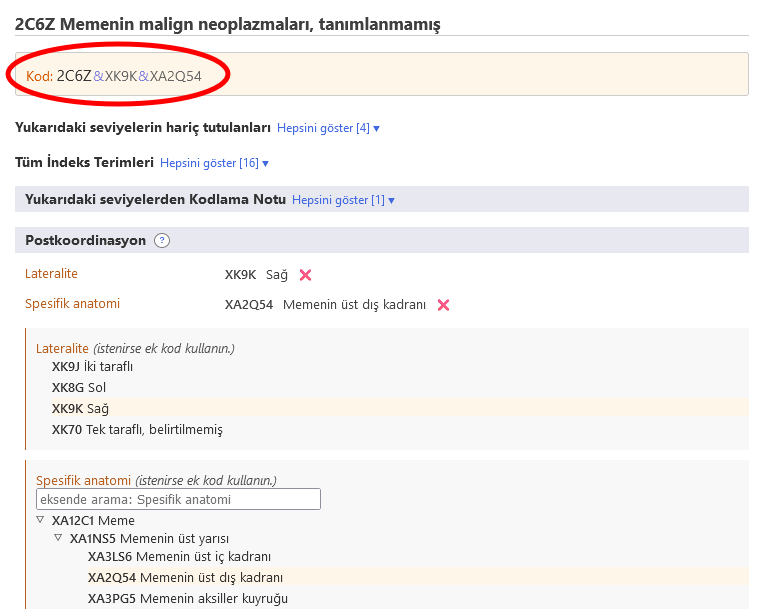 2C6Z Memenin malign neoplazmaları, tanımlanmamış
Kod: 2C6Z&XK9K&XA2Q54
Yukarıdaki seviyelerin hariç tutulanları Hepsini göster [4] ▾
Tüm İndeks Terimleri Hepsini göster [16] ▾
Yukarıdaki seviyelerden Kodlama Notu Hepsini göster [1] ▾
Postkoordinasyon ?
Lateralite XK9K Sağ
Spesifik anatomi XA2Q54 Memenin üst dış kadranı
Lateralite (istenirse ek kod kullanın.)
XK9J İki taraflı
XK8G Sol
XK9K Sağ
XK70 Tek taraflı, belirtilmemiş
Spesifik anatomi (istenirse ek kod kullanın.)
eksende arama: Spesifik anatomi
XA12C1 Meme
XA1NS5 Memenin üst yarısı
XA3LS6 Memenin üst iç kadranı
XA2Q54 Memenin üst dış kadranı
XA3PG5 Memenin aksiller kuyruğu